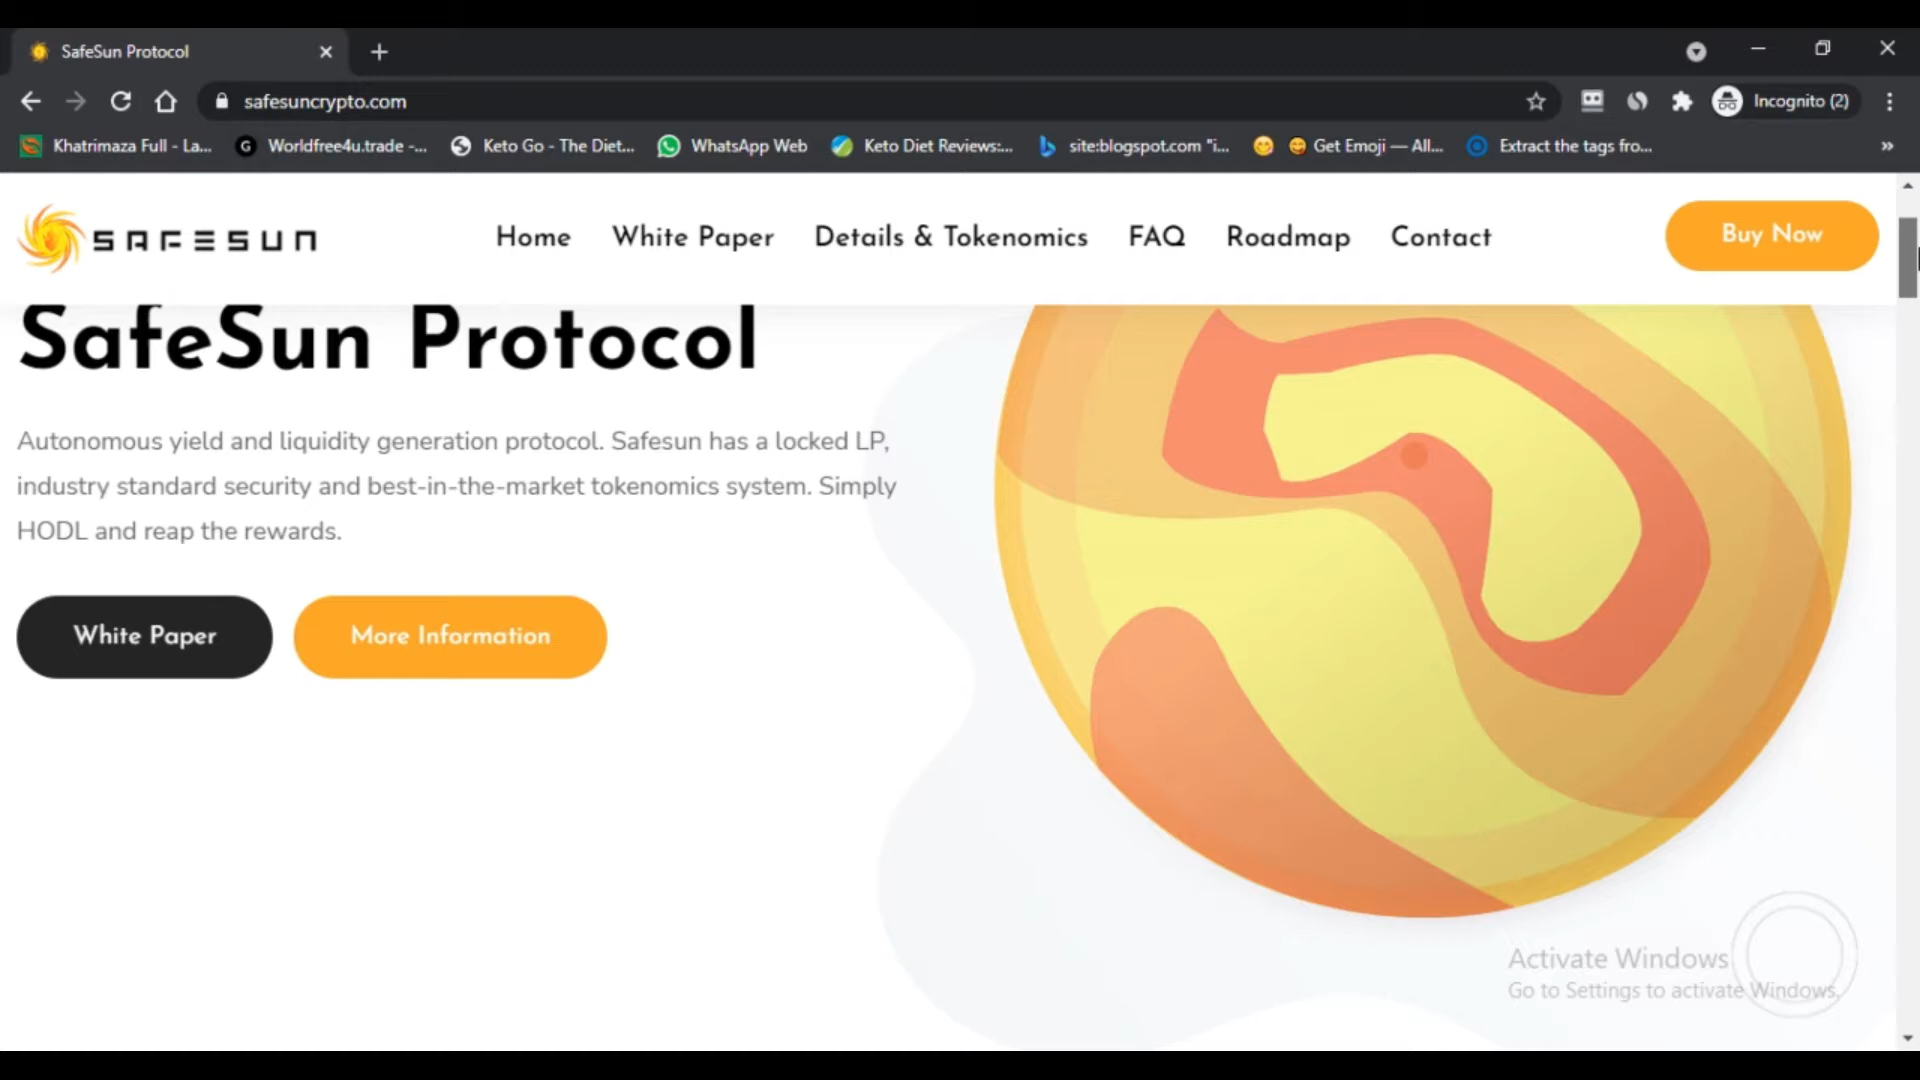 SafeSun Protocol
safesuncrypto.com
Incognito (2)
Khatrimaza Full - La...
Worldfree4u.trade -...
Keto Go - The Diet...
WhatsApp Web
Keto Diet Reviews:...
site:blogspot.com "i...
Get Emoji — All...
Extract the tags fro...
SAFESUN
Home
White Paper
Details & Tokenomics
FAQ
Roadmap
Contact
Buy Now
SafeSun Protocol
Autonomous yield and liquidity generation protocol. Safesun has a locked LP,
industry standard security and best-in-the-market tokenomics system. Simply
HODL and reap the rewards.
White Paper
More Information
Activate Windows
Go to Settings to activate Windows.